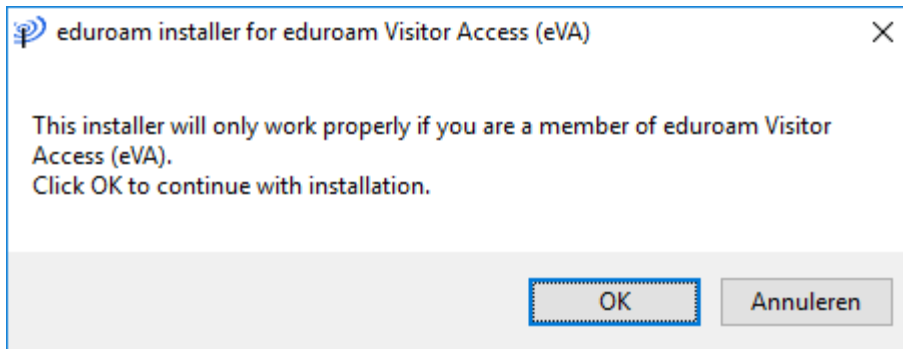 eduroam installer for eduroam Visitor Access (eVA)
This installer will only work properly if you are a member of eduroam Visitor
Access (eVA).
Click OK to continue with installation.
OK
Annuleren